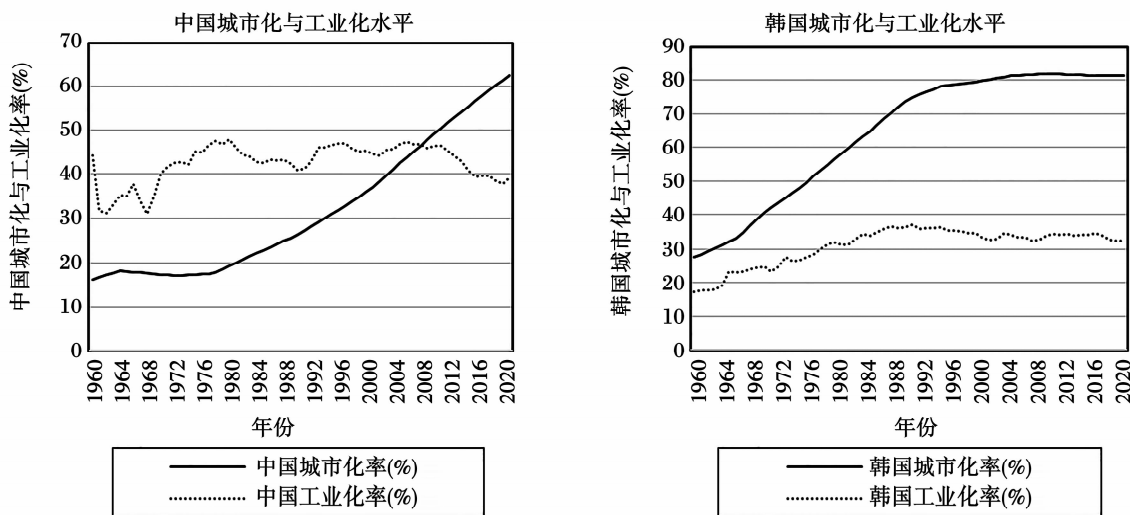 中国城市化与工业化水平
中国城市化与工业化率(%)
70
60
50
40
30
20
10
0
1960 1964 1968 1972 1976 1980 1984 1988 1992 1996 2000 2004 2008 2012 2016 2020
年份
中国城市化率(%)
中国工业化率(%)
韩国城市化与工业化水平
韩国城市化与工业化率(%)
90
80
70
60
50
40
30
20
10
0
1960 1964 1968 1972 1976 1980 1984 1988 1992 1996 2000 2004 2008 2012 2016 2020
年份
韩国城市化率(%)
韩国工业化率(%)